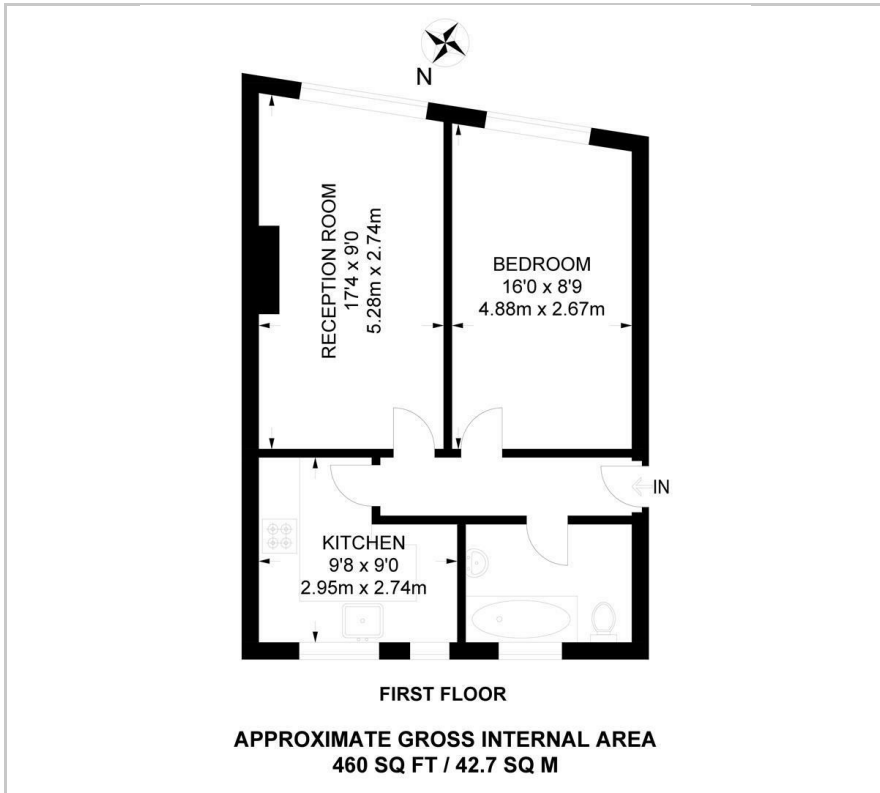 N
RECEPTION ROOM
17'4 x 9'0
5.28m x 2.74m
BEDROOM
16'0 x 8'9
4.88m x 2.67m
IN
KITCHEN
9'8 x 9'0
2.95m x 2.74m
FIRST FLOOR
APPROXIMATE GROSS INTERNAL AREA
460 SQ FT / 42.7 SQ M